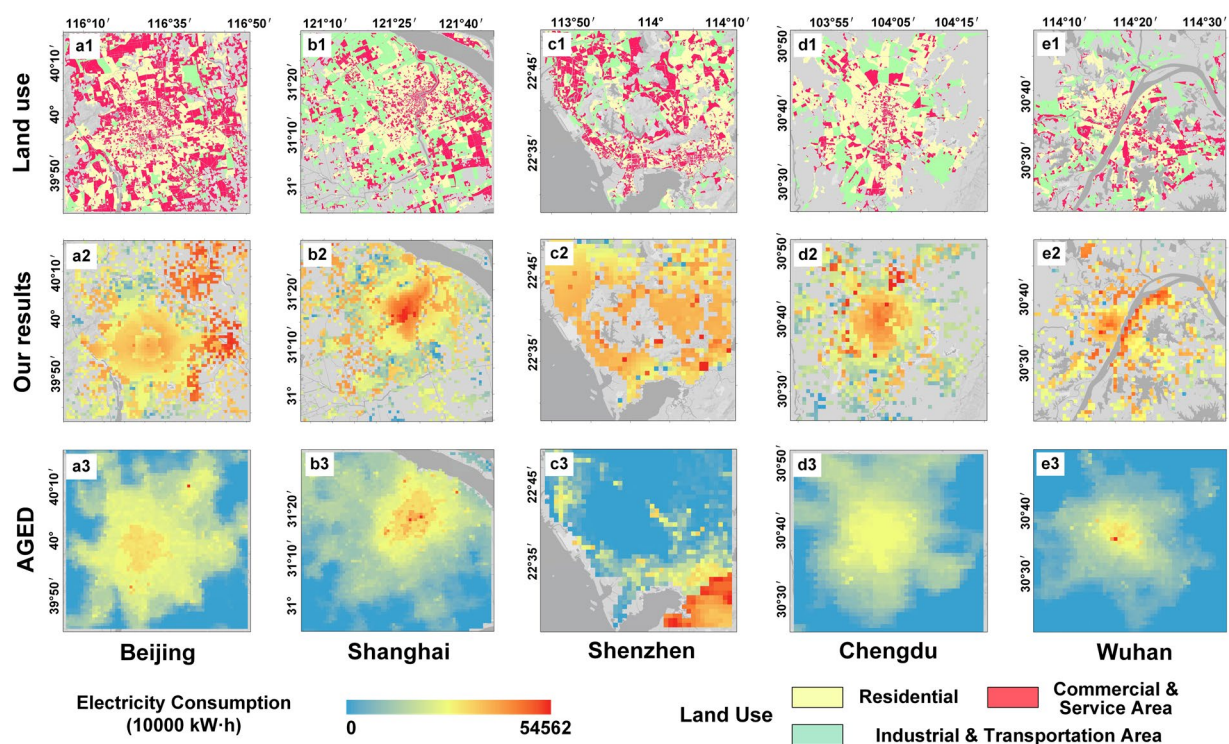 116°10′ 116°35′ 116°50′ 121°10′ 121°25′ 121°40′ 113°50′ 114° 114°10′ 103°55′ 104°05′ 104°15′ 114°10′ 114°20′ 114°30′
Land use
40°10′
40°
39°50′
a1
31°20′
31°10′
31°
b1
22°45′
22°35′
c1
30°50′
30°40′
30°30′
d1
30°40′
30°30′
e1
Our results
40°10′
40°
39°50′
a2
31°20′
31°10′
31°
b2
22°45′
22°35′
c2
30°50′
30°40′
30°30′
d2
30°40′
30°30′
e2
AGED
40°10′
40°
39°50′
a3
31°20′
31°10′
31°
b3
22°45′
22°35′
c3
30°50′
30°40′
30°30′
d3
30°40′
30°30′
e3
Beijing Shanghai Shenzhen Chengdu Wuhan
Electricity Consumption
(10000 kW·h)
0 54562
Land Use
Residential
Commercial &
Service Area
Industrial & Transportation Area